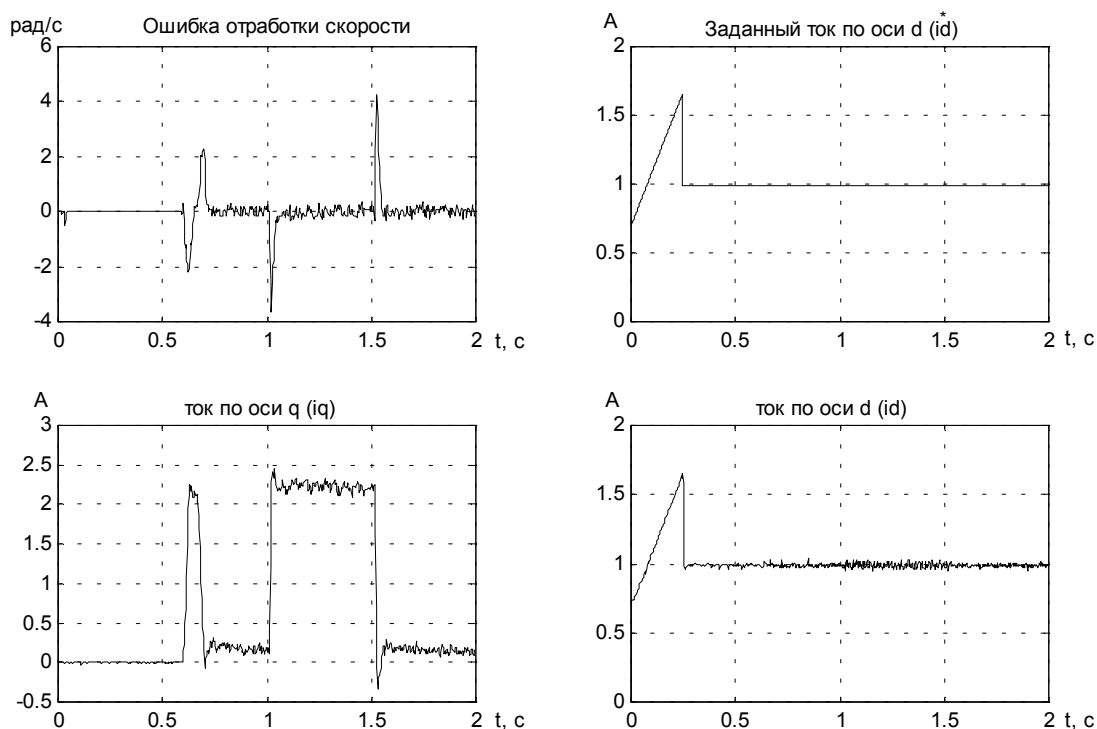 рад/с
Ошибка отработки скорости
6
4
2
0
-2
-4
0 0.5 1 1.5 2 t, с
А
Заданный ток по оси d (id*)
2
1.5
1
0.5
0
0 0.5 1 1.5 2 t, с
А
ток по оси q (iq)
3
2.5
2
1.5
1
0.5
0
-0.5
0 0.5 1 1.5 2 t, с
А
ток по оси d (id)
2
1.5
1
0.5
0
0 0.5 1 1.5 2 t, с